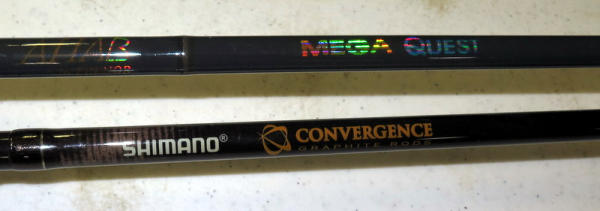 MEGA QUEST
SHIMANO® CONVERGENCE
GRAPHITE RODS